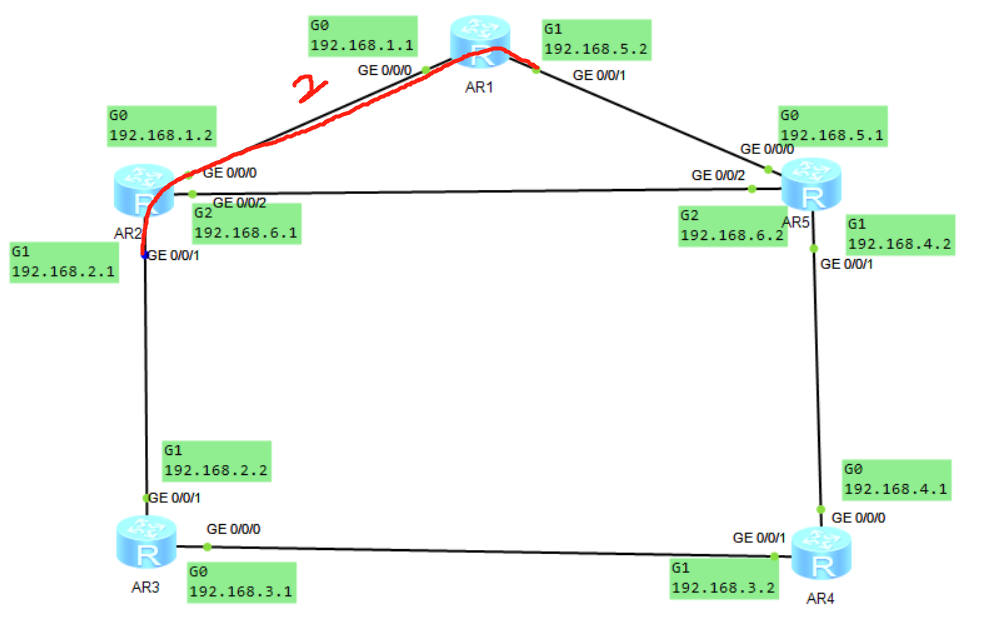 G0
192.168.1.1
G1
192.168.5.2
GE 0/0/0
GE 0/0/1
R
AR1
2
G0
192.168.1.2
G0
192.168.5.1
GE 0/0/0
GE 0/0/0
GE 0/0/2
R
R
GE 0/0/2
AR2
G2
192.168.6.1
G2
192.168.6.2
AR5
G1
192.168.4.2
G1
192.168.2.1
GE 0/0/1
GE 0/0/1
G1
192.168.2.2
G0
192.168.4.1
GE 0/0/1
GE 0/0/0
GE 0/0/0
GE 0/0/1
R
R
AR3
G0
192.168.3.1
G1
192.168.3.2
AR4